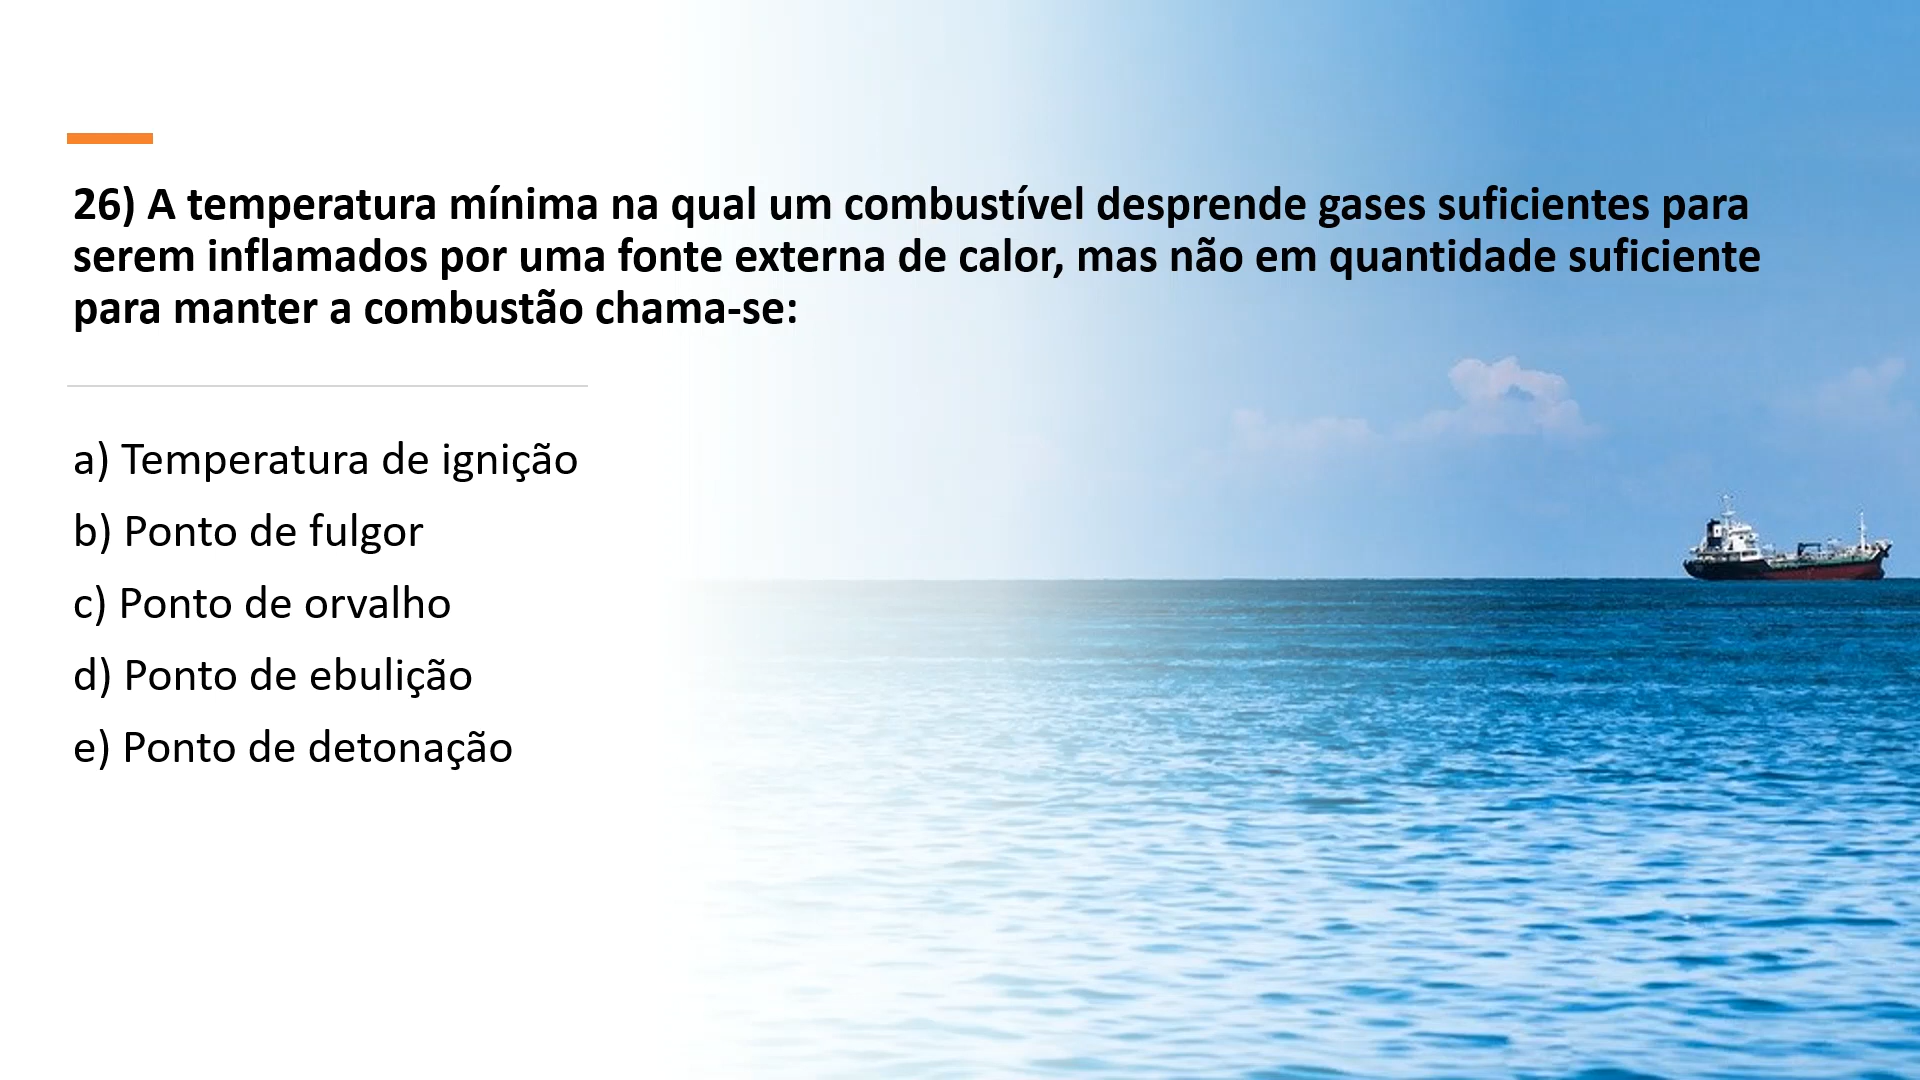 26) A temperatura mínima na qual um combustível desprende gases suficientes para
serem inflamados por uma fonte externa de calor, mas não em quantidade suficiente
para manter a combustão chama-se:
a) Temperatura de ignição
b) Ponto de fulgor
c) Ponto de orvalho
d) Ponto de ebulição
e) Ponto de detonação